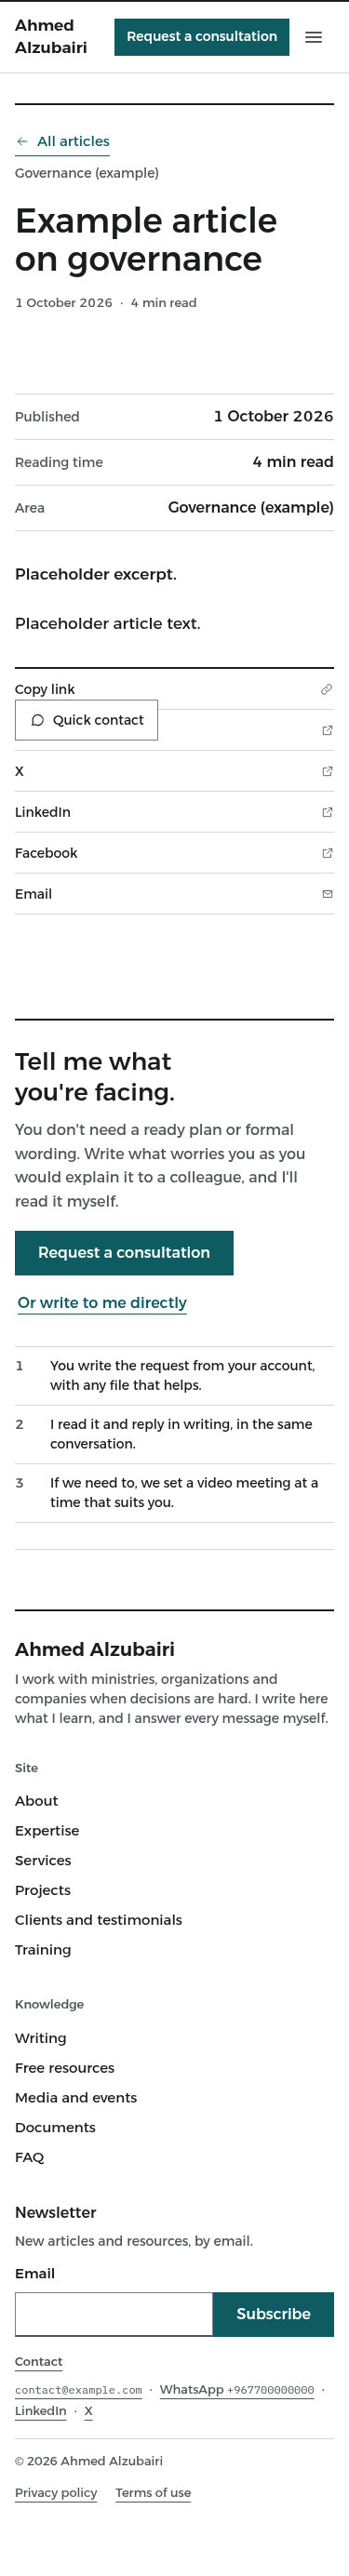 Ahmed
Alzubairi
Request a consultation
All articles
Governance (example)
Example article
on governance
1 October 2026 · 4 min read
Published 1 October 2026
Reading time 4 min read
Area Governance (example)
Placeholder excerpt.
Placeholder article text.
Copy link
Quick contact
X
LinkedIn
Facebook
Email
Tell me what
you're facing.
You don't need a ready plan or formal
wording. Write what worries you as you
would explain it to a colleague, and I'll
read it myself.
Request a consultation
Or write to me directly
1 You write the request from your account,
with any file that helps.
2 I read it and reply in writing, in the same
conversation.
3 If we need to, we set a video meeting at a
time that suits you.
Ahmed Alzubairi
I work with ministries, organizations and
companies when decisions are hard. I write here
what I learn, and I answer every message myself.
Site
About
Expertise
Services
Projects
Clients and testimonials
Training
Knowledge
Writing
Free resources
Media and events
Documents
FAQ
Newsletter
New articles and resources, by email.
Email
Subscribe
Contact
contact@example.com · WhatsApp +967700000000 ·
LinkedIn · X
© 2026 Ahmed Alzubairi
Privacy policy Terms of use